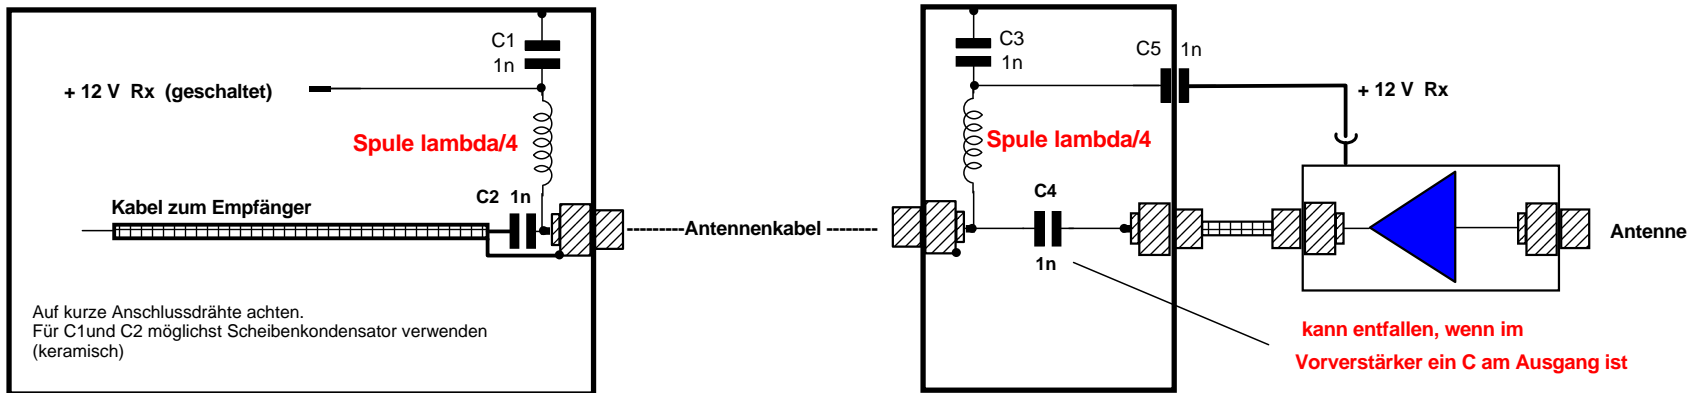 C1
1n
+ 12 V Rx (geschaltet)
Spule lambda/4
C2 1n
Kabel zum Empfänger
Auf kurze Anschlussdrähte achten.
Für C1und C2 möglichst Scheibenkondensator verwenden
(keramisch)
---------Antennenkabel --------
C3
1n
C5 1n
+ 12 V Rx
Spule lambda/4
C4
1n
Antenne
kann entfallen, wenn im
Vorverstärker ein C am Ausgang ist